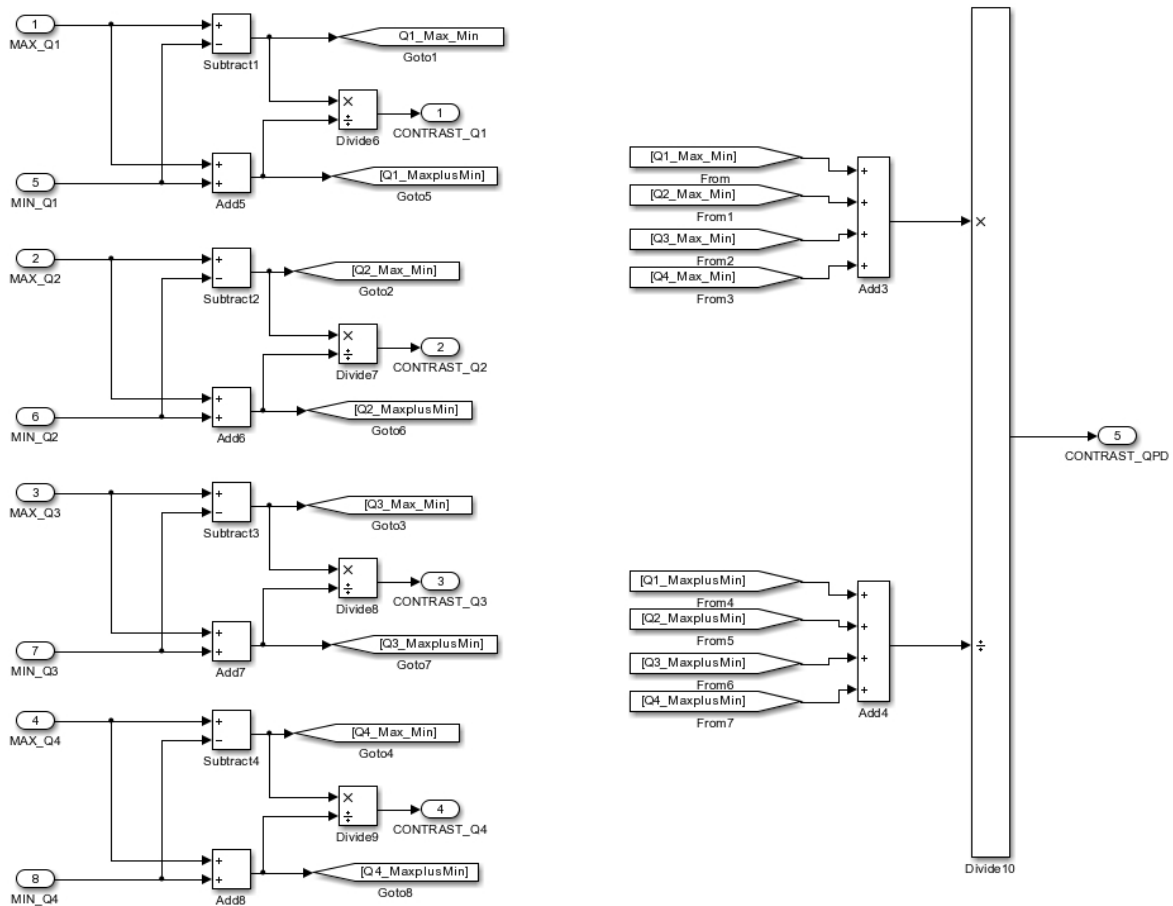 1
MAX_Q1
+
−
Subtract1
Q1_Max_Min
Goto1
×
÷
Divide6
1
CONTRAST_Q1
5
MIN_Q1
+
+
Add5
[Q1_MaxplusMin]
Goto5
2
MAX_Q2
+
−
Subtract2
[Q2_Max_Min]
Goto2
×
÷
Divide7
2
CONTRAST_Q2
6
MIN_Q2
+
+
Add6
[Q2_MaxplusMin]
Goto6
3
MAX_Q3
+
−
Subtract3
[Q3_Max_Min]
Goto3
×
÷
Divide8
3
CONTRAST_Q3
7
MIN_Q3
+
+
Add7
[Q3_MaxplusMin]
Goto7
4
MAX_Q4
+
−
Subtract4
[Q4_Max_Min]
Goto4
×
÷
Divide9
4
CONTRAST_Q4
8
MIN_Q4
+
+
Add8
[Q4_MaxplusMin]
Goto8
[Q1_Max_Min]
From
[Q2_Max_Min]
From1
[Q3_Max_Min]
From2
[Q4_Max_Min]
From3
+
+
+
+
Add3
[Q1_MaxplusMin]
From4
[Q2_MaxplusMin]
From5
[Q3_MaxplusMin]
From6
[Q4_MaxplusMin]
From7
+
+
+
+
Add4
×
÷
Divide10
5
CONTRAST_QPD